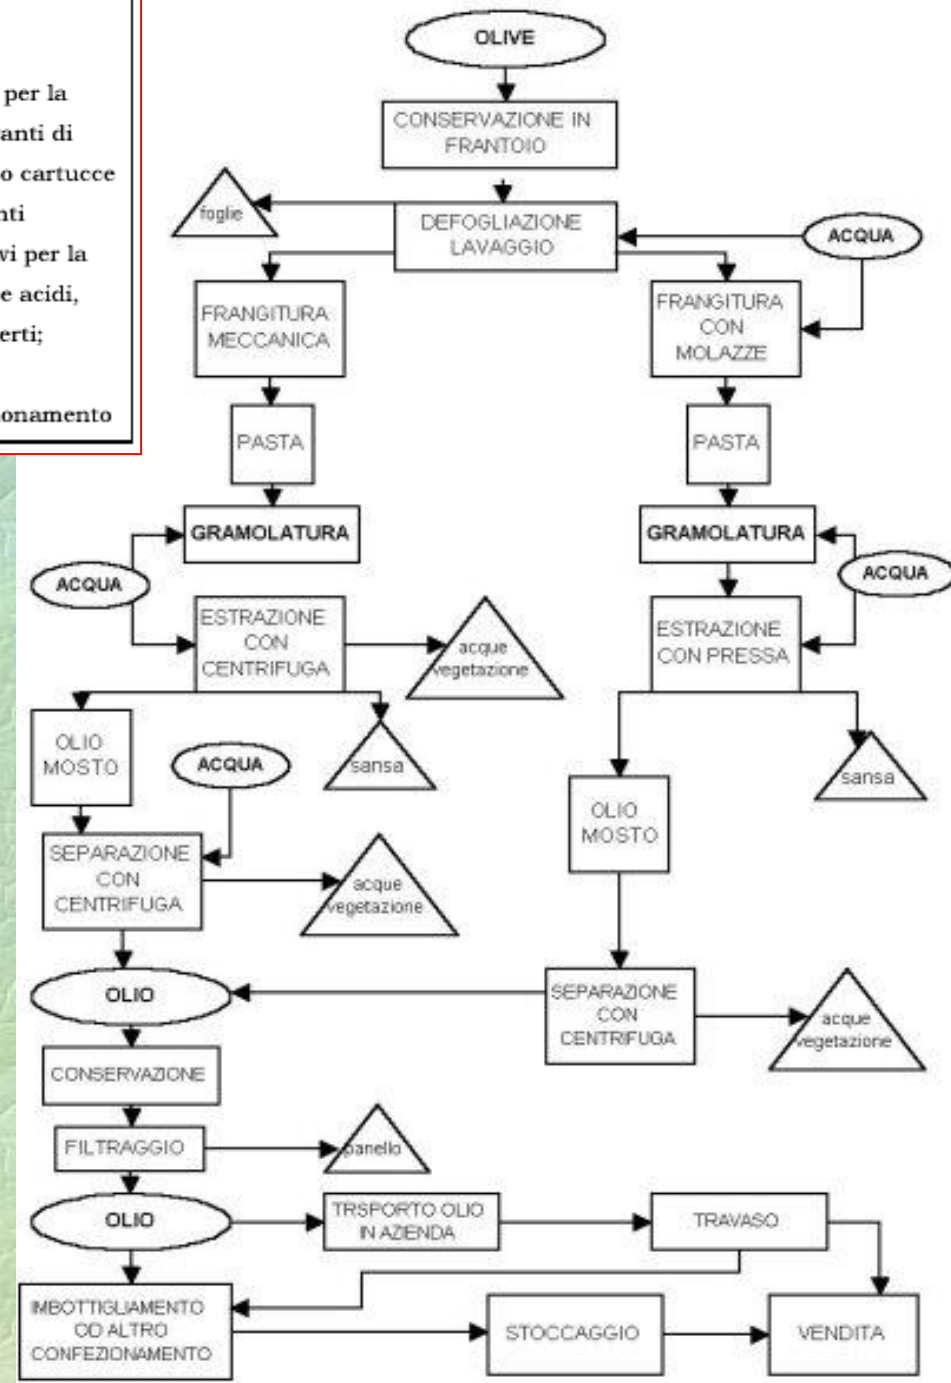 per la
anti di
o cartucce
nti
vi per la
e acidi,
erti;
onamento
OLIVE
CONSERVAZIONE IN
FRANTOIO
foglie
DEFOGLIAZIONE
LAVAGGIO
ACQUA
FRANGITURA
MECCANICA
FRANGITURA
CON
MOLAZZE
PASTA
PASTA
GRAMOLATURA
GRAMOLATURA
ACQUA
ACQUA
ESTRAZIONE
CON
CENTRIFUGA
acque
vegetazione
ESTRAZIONE
CON PRESSA
OLIO
MOSTO
ACQUA
sansa
sansa
OLIO
MOSTO
SEPARAZIONE
CON
CENTRIFUGA
acque
vegetazione
OLIO
SEPARAZIONE
CON
CENTRIFUGA
acque
vegetazione
CONSERVAZIONE
FILTRAGGIO
panello
OLIO
TRSPORTO OLIO
IN AZIENDA
TRAVASO
IMBOTTIGLIAMENTO
OD ALTRO
CONFEZIONAMENTO
STOCCAGGIO
VENDITA